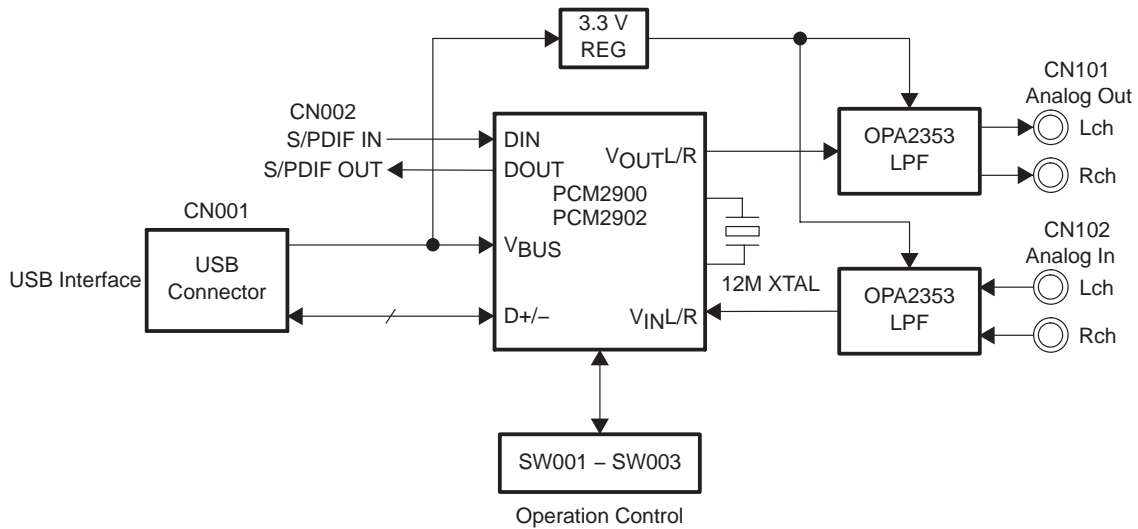 3.3 V
REG
CN101
Analog Out
CN002
S/PDIF IN
S/PDIF OUT
DIN
DOUT
VOUTL/R
PCM2900
PCM2902
OPA2353
LPF
Lch
Rch
CN001
USB Interface
USB
Connector
VBUS
D+/–
12M XTAL
VINL/R
CN102
Analog In
OPA2353
LPF
Lch
Rch
SW001 – SW003
Operation Control